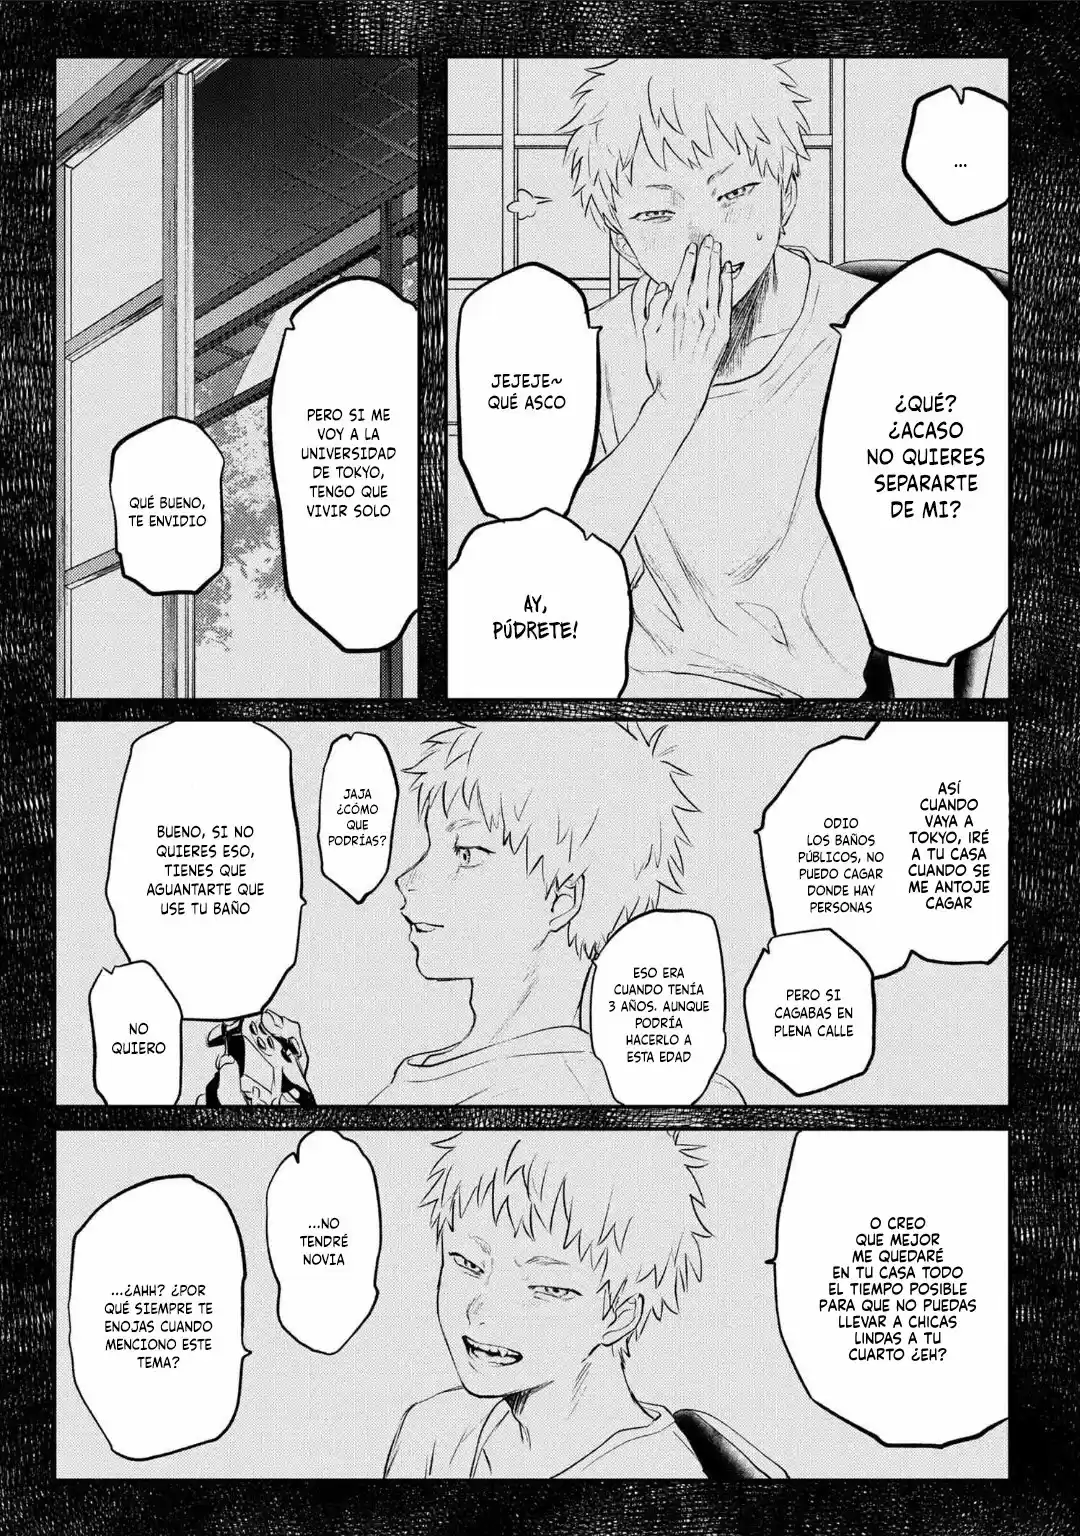 ...
¿QUÉ?
¿ACASO
NO QUIERES
SEPARARTE
DE MI?
JEJEJE~
QUÉ ASCO
AY,
PÚDRETE!
PERO SI ME
VOY A LA
UNIVERSIDAD
DE TOKYO,
TENGO QUE
VIVIR SOLO
QUÉ BUENO,
TE ENVIDIO
ASÍ
CUANDO
VAYA A
TOKYO, IRÉ
A TU CASA
CUANDO SE
ME ANTOJE
CAGAR
ODIO
LOS BAÑOS
PÚBLICOS, NO
PUEDO CAGAR
DONDE HAY
PERSONAS
PERO SI
CAGABAS EN
PLENA CALLE
ESO ERA
CUANDO TENÍA
3 AÑOS. AUNQUE
PODRÍA
HACERLO A
ESTA EDAD
JAJA
¿CÓMO
QUE
PODRÍAS?
BUENO, SI NO
QUIERES ESO,
TIENES QUE
AGUANTARTE QUE
USE TU BAÑO
NO
QUIERO
O CREO
QUE MEJOR
ME QUEDARÉ
EN TU CASA TODO
EL TIEMPO POSIBLE
PARA QUE NO PUEDAS
LLEVAR A CHICAS
LINDAS A TU
CUARTO ¿EH?
...NO
TENDRÉ
NOVIA
...¿AHH? ¿POR
QUÉ SIEMPRE TE
ENOJAS CUANDO
MENCIONO ESTE
TEMA?